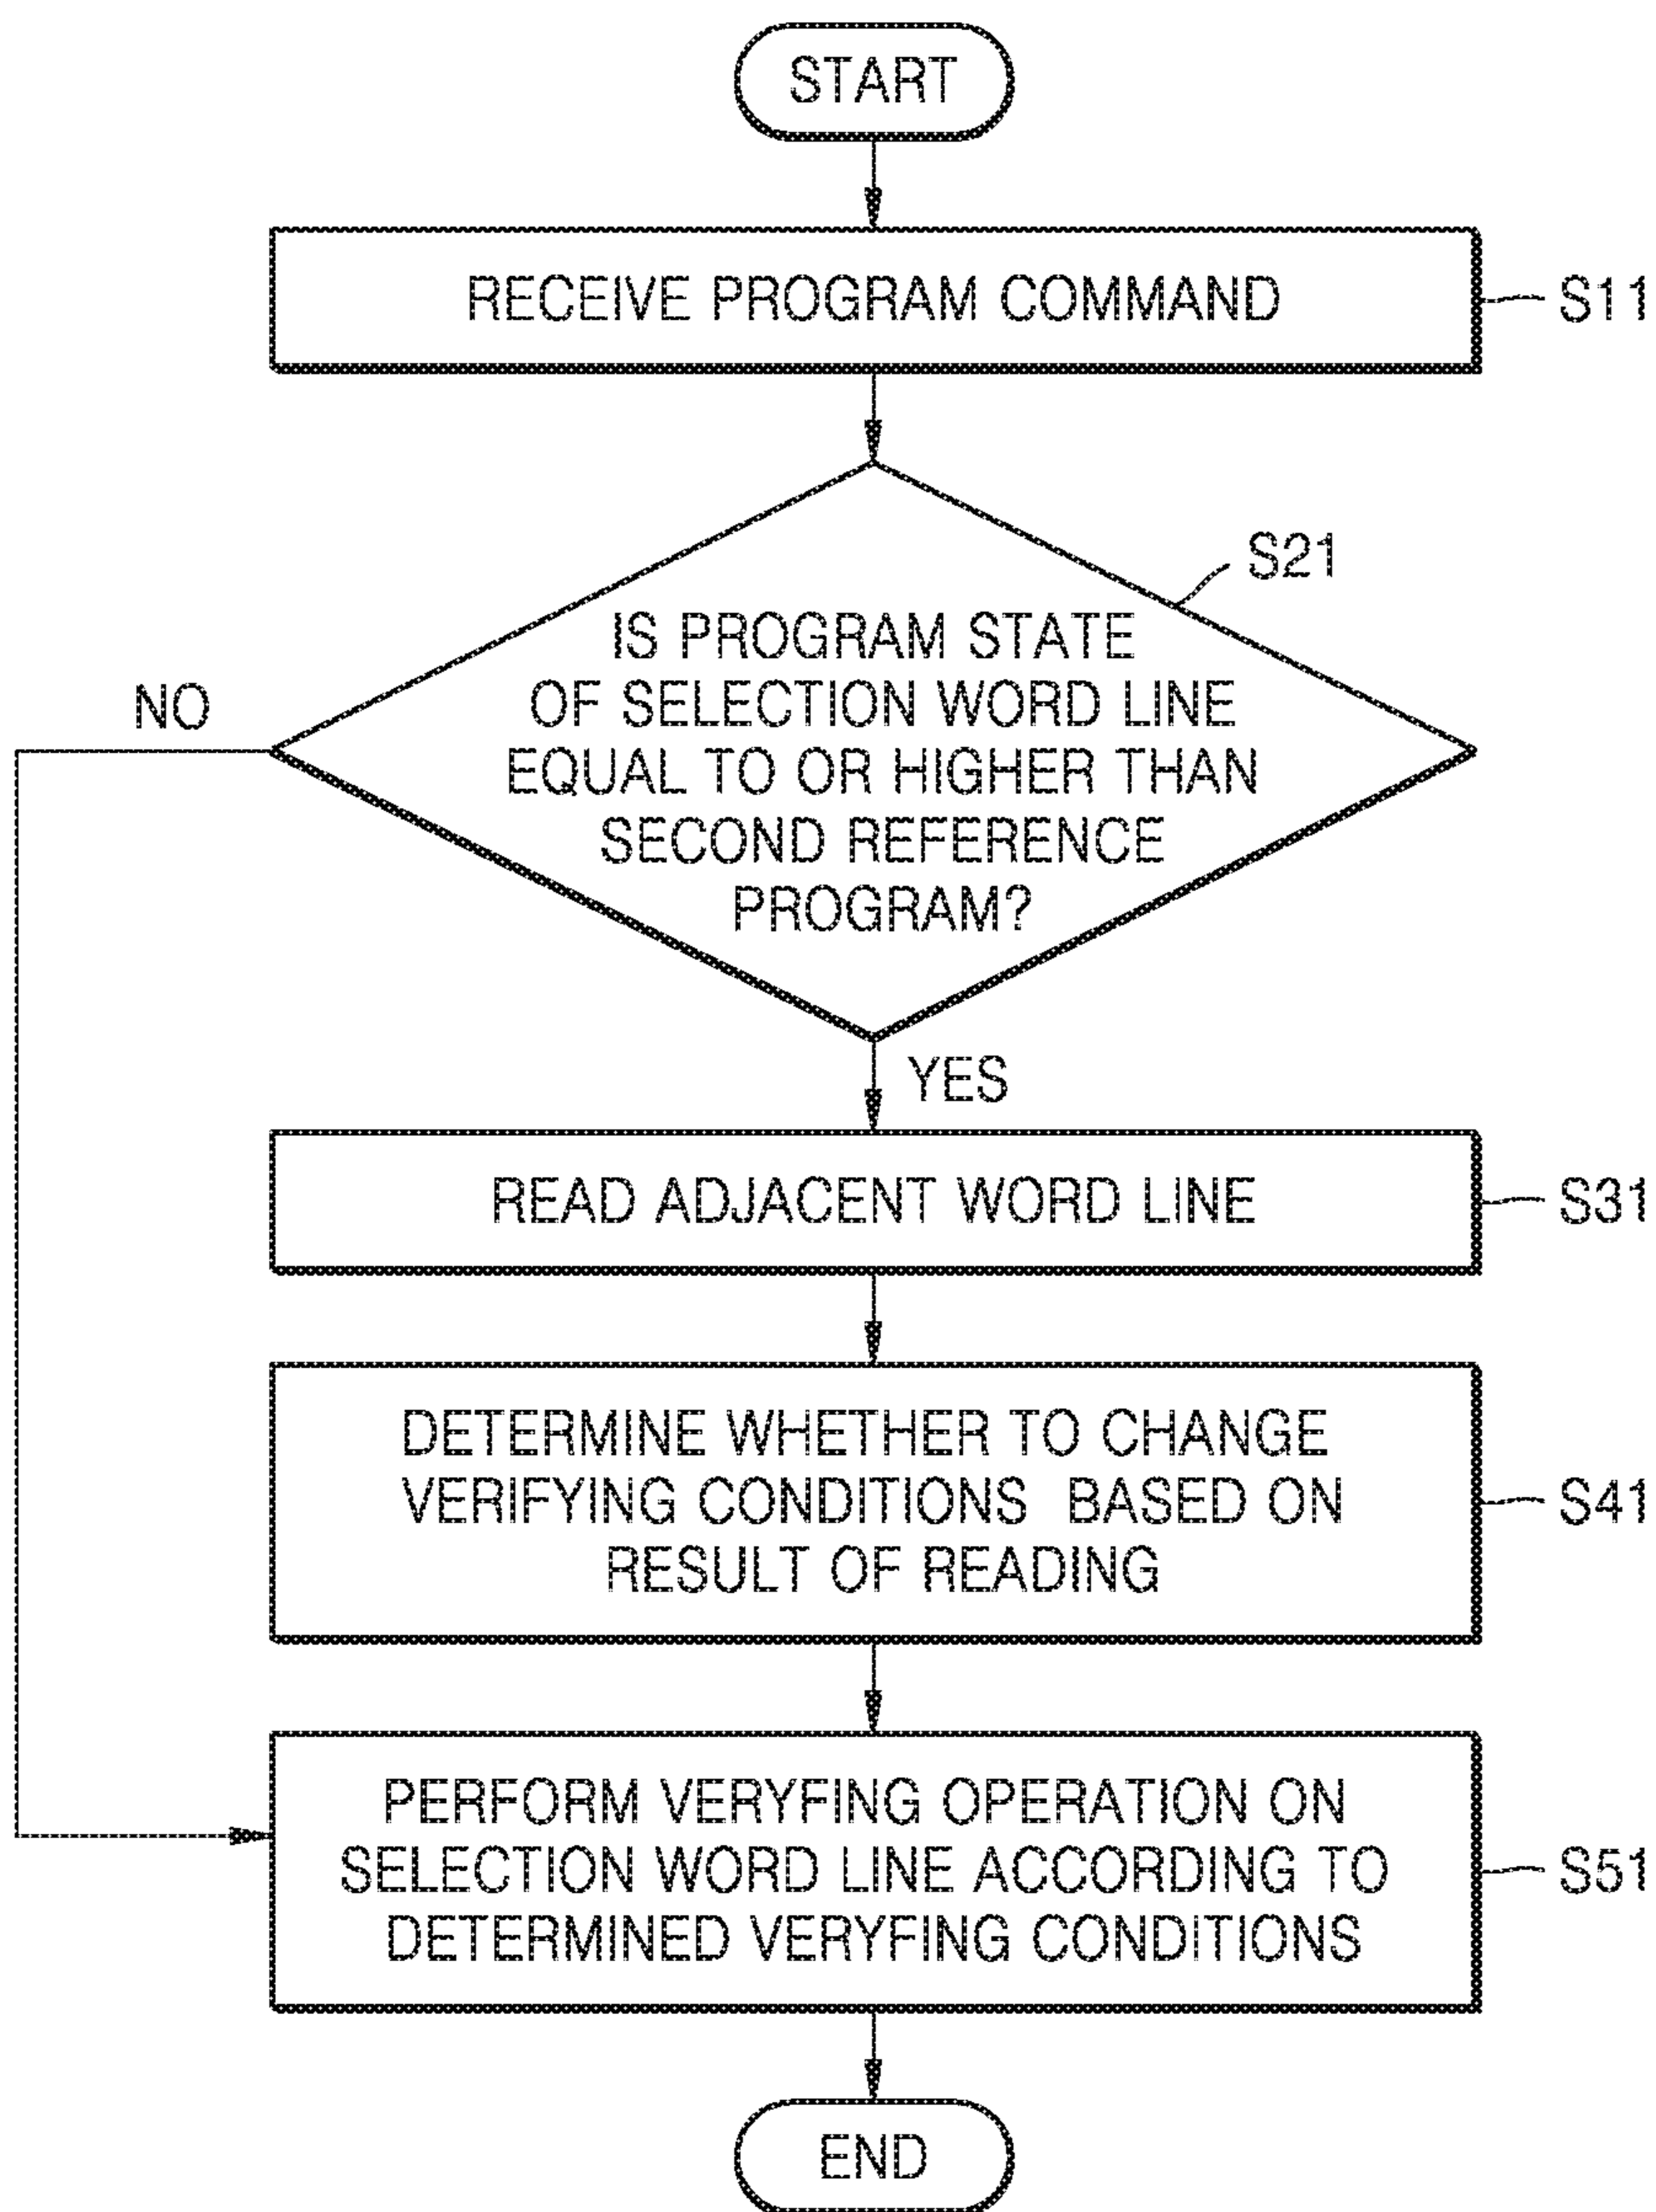 START
RECEIVE PROGRAM COMMAND
S11
S21
IS PROGRAM STATE
OF SELECTION WORD LINE
EQUAL TO OR HIGHER THAN
SECOND REFERENCE
PROGRAM?
NO
YES
READ ADJACENT WORD LINE
S31
DETERMINE WHETHER TO CHANGE
VERIFYING CONDITIONS BASED ON
RESULT OF READING
S41
PERFORM VERYFING OPERATION ON
SELECTION WORD LINE ACCORDING TO
DETERMINED VERYFING CONDITIONS
S51
END